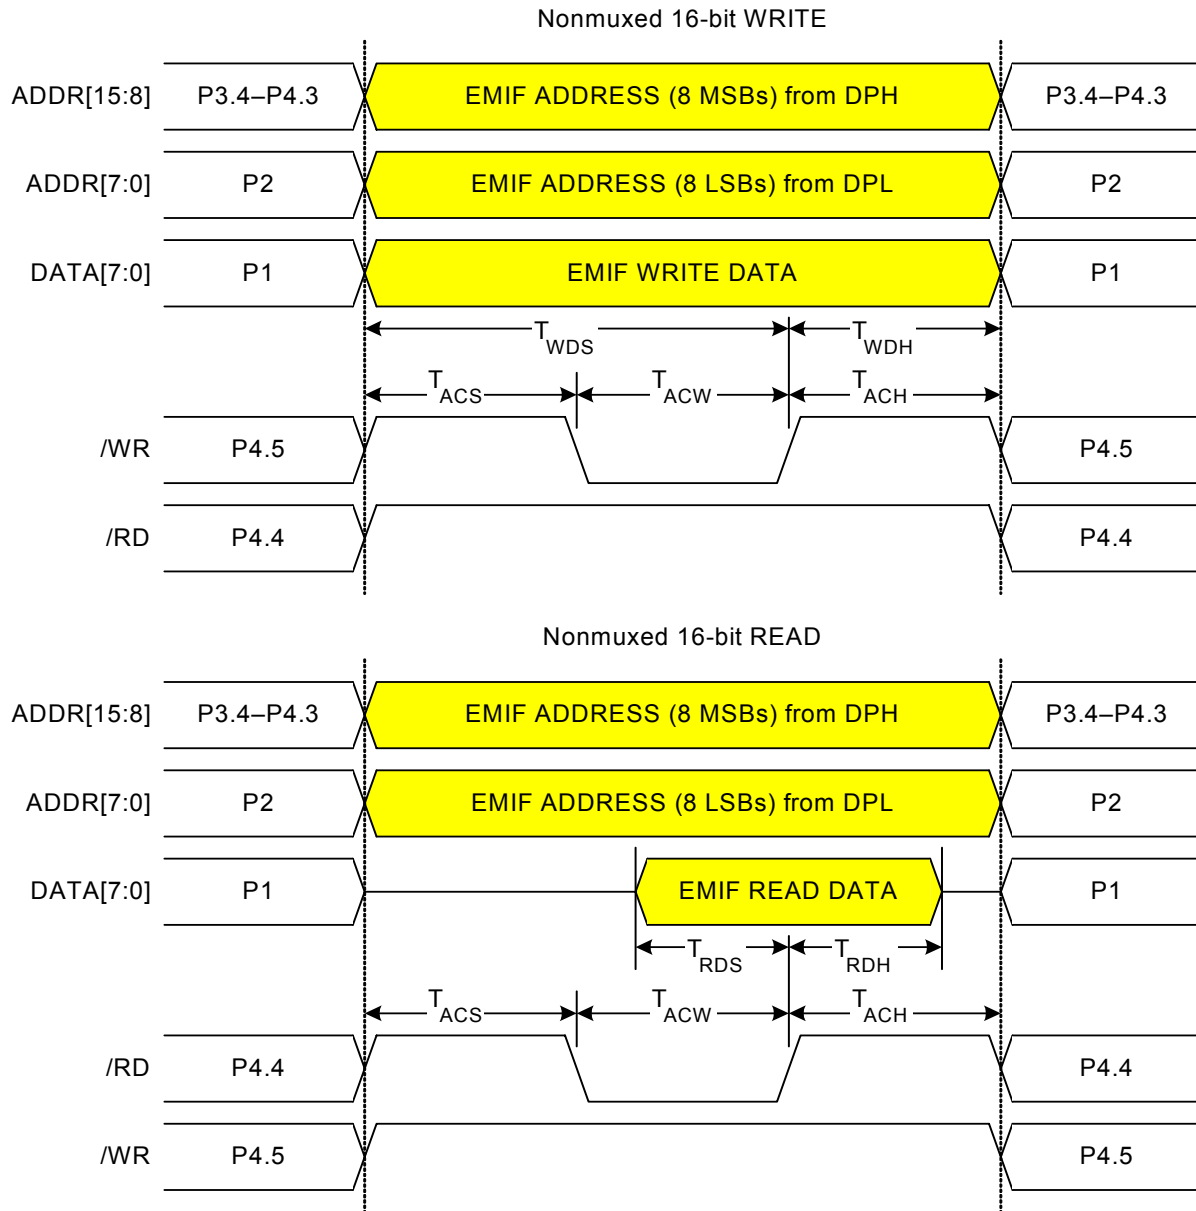 Nonmuxed 16-bit WRITE
ADDR[15:8] P3.4–P4.3 EMIF ADDRESS (8 MSBs) from DPH P3.4–P4.3
ADDR[7:0] P2 EMIF ADDRESS (8 LSBs) from DPL P2
DATA[7:0] P1 EMIF WRITE DATA P1
TWDS TWDH
TACS TACW TACH
/WR P4.5 P4.5
/RD P4.4 P4.4
Nonmuxed 16-bit READ
ADDR[15:8] P3.4–P4.3 EMIF ADDRESS (8 MSBs) from DPH P3.4–P4.3
ADDR[7:0] P2 EMIF ADDRESS (8 LSBs) from DPL P2
DATA[7:0] P1 EMIF READ DATA P1
TRDS TRDH
TACS TACW TACH
/RD P4.4 P4.4
/WR P4.5 P4.5